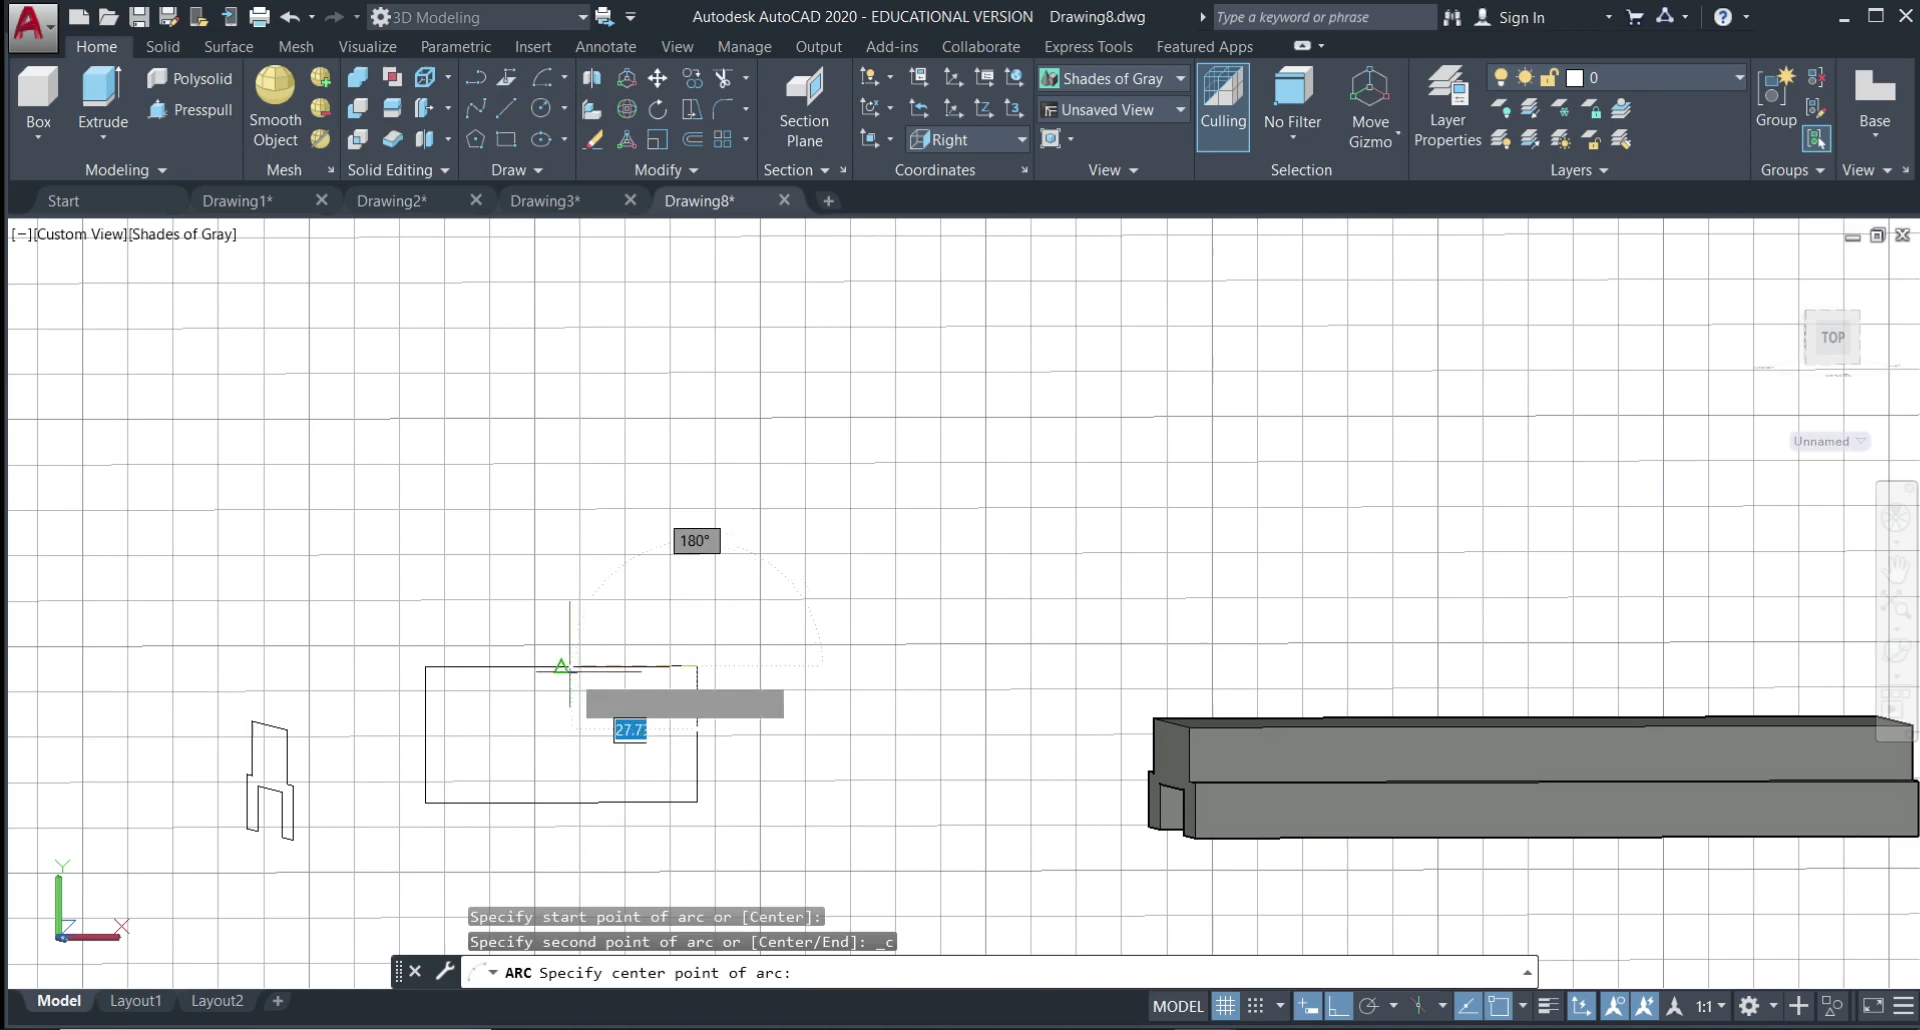 3D Modeling
Autodesk AutoCAD 2020 - EDUCATIONAL VERSION Drawing8.dwg
Type a keyword or phrase
Sign In
Home Solid Surface Mesh Visualize Parametric Insert Annotate View Manage Output Add-ins Collaborate Express Tools Featured Apps
Box
Extrude
Polysolid
Presspull
Smooth Object
Section Plane
Right
Shades of Gray
Unsaved View
Culling
No Filter
Move Gizmo
Layer Properties
0
Group
Base
Modeling Mesh Solid Editing Draw Modify Section Coordinates View Selection Layers Groups View
Start Drawing1* Drawing2* Drawing3* Drawing8*
[−][Custom View][Shades of Gray]
TOP
Unnamed
180°
27.7
Y
Z
X
Specify start point of arc or [Center]:
Specify second point of arc or [Center/End]: _c
ARC Specify center point of arc:
Model Layout1 Layout2
MODEL
1:1